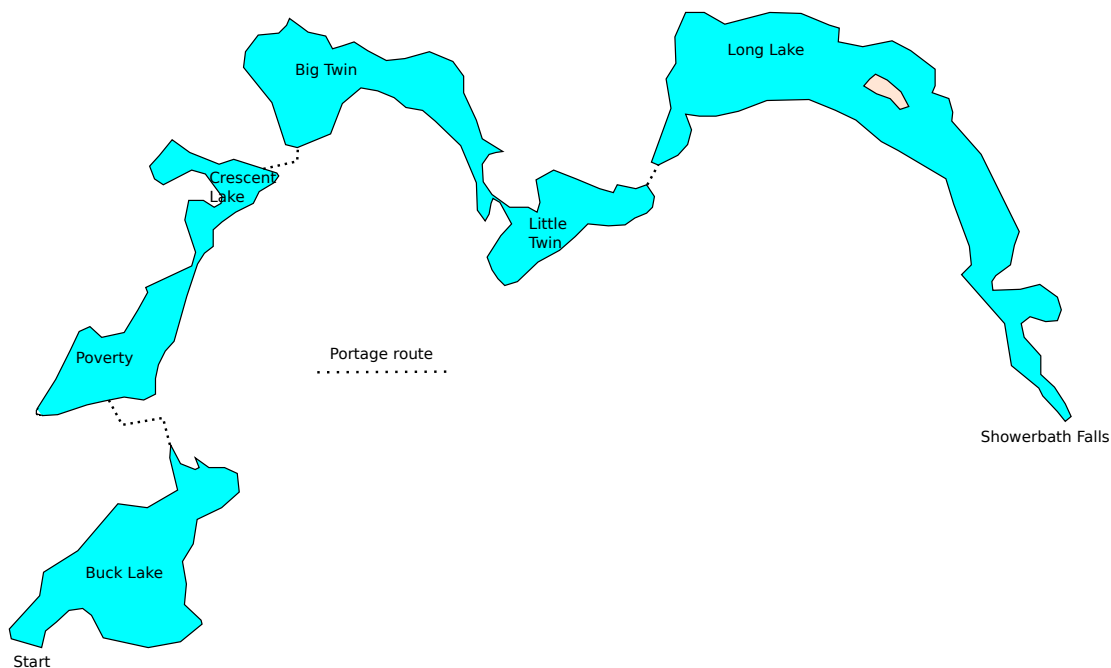 Long Lake
Big Twin
Crescent
Lake
Little
Twin
Portage route
Poverty
Showerbath Falls
Buck Lake
Start